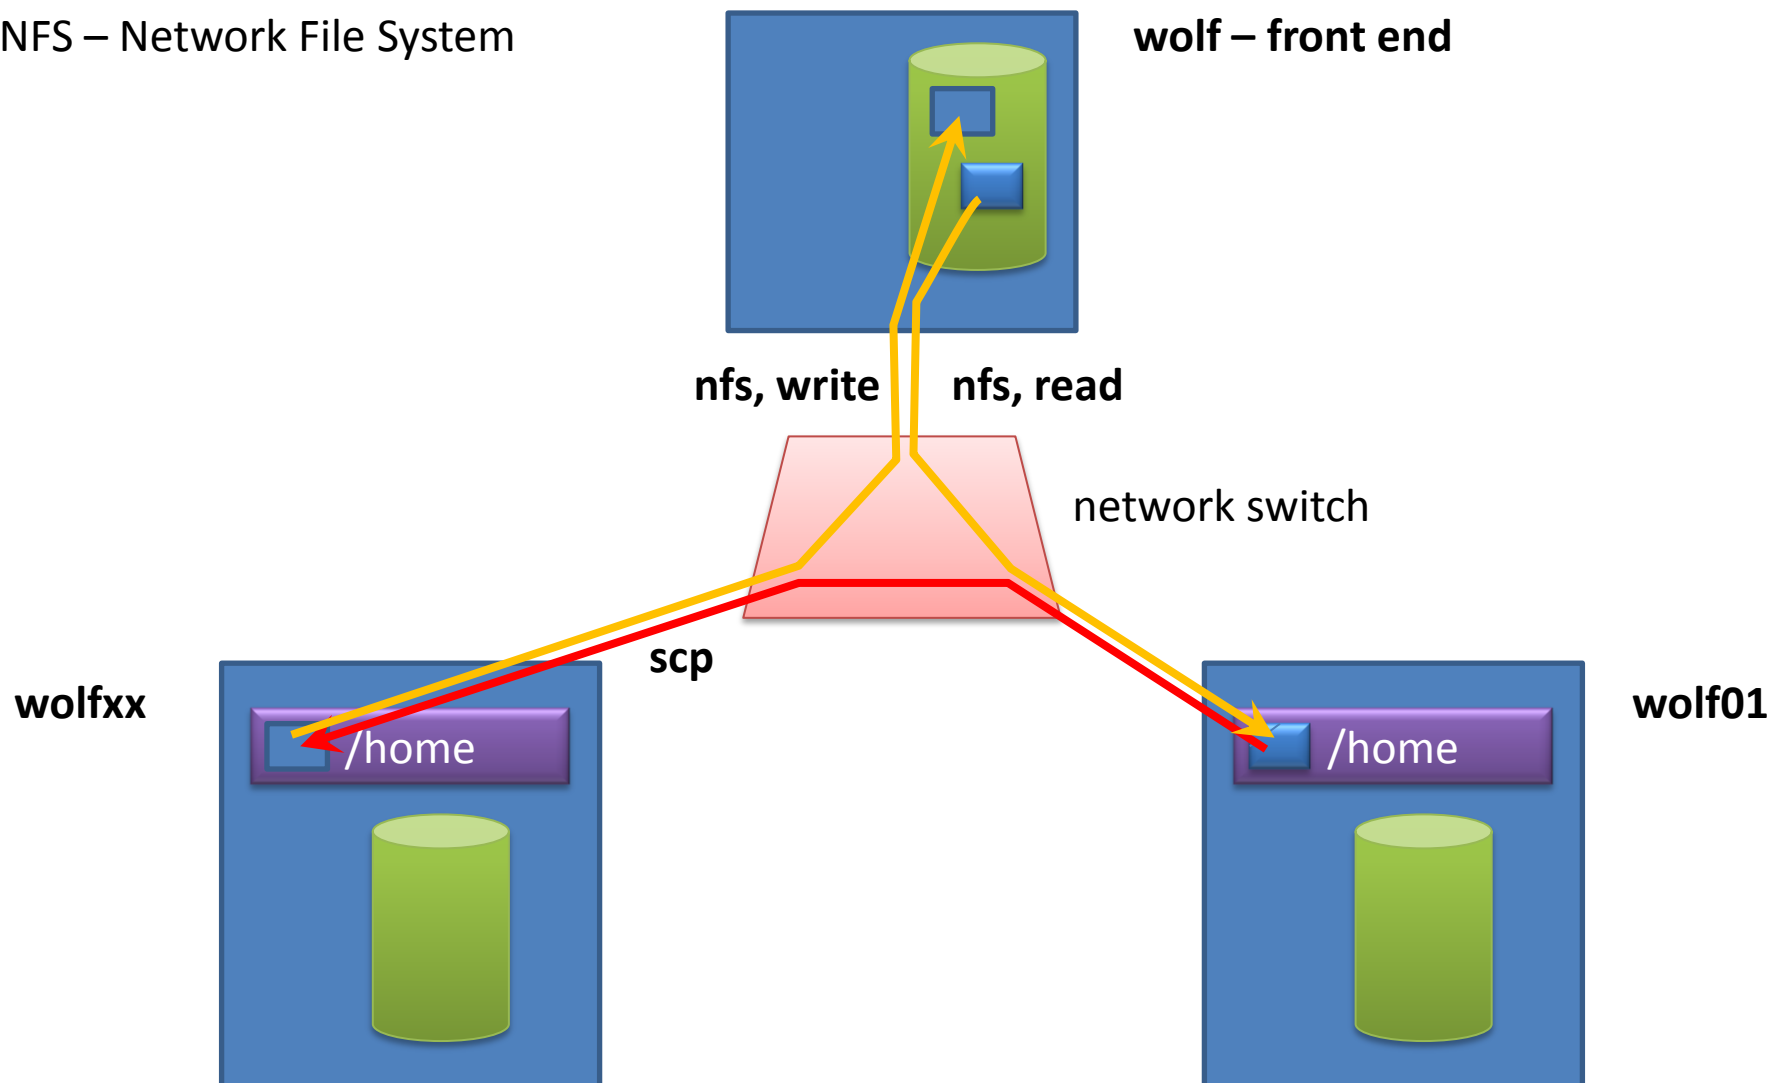 NFS – Network File System
wolf – front end
nfs, write
nfs, read
network switch
scp
wolfxx
/home
/home
wolf01